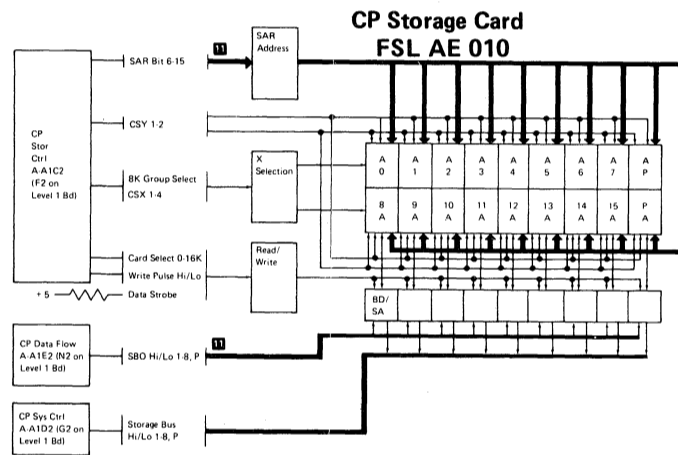 CP Storage Card
FSL AE 010
11
SAR
Address
SAR Bit 6-15
CP
Stor
Ctrl
A-A1C2
(F2 on
Level 1 Bd)
CSY 1-2
8K Group Select
CSX 1-4
X
Selection
A A A A A A A A A
0 1 2 3 4 5 6 7 P
8 9 10 11 12 13 14 15 P
A A A A A A A A A
Card Select 0-16K
Write Pulse Hi/Lo
Read/
Write
+ 5
Data Strobe
BD/
SA
CP Data Flow
A-A1E2 (N2 on
Level 1 Bd)
11
SBO Hi/Lo 1-8, P
CP Sys Ctrl
A-A1D2 (G2 on
Level 1 Bd)
Storage Bus
Hi/Lo 1-8, P